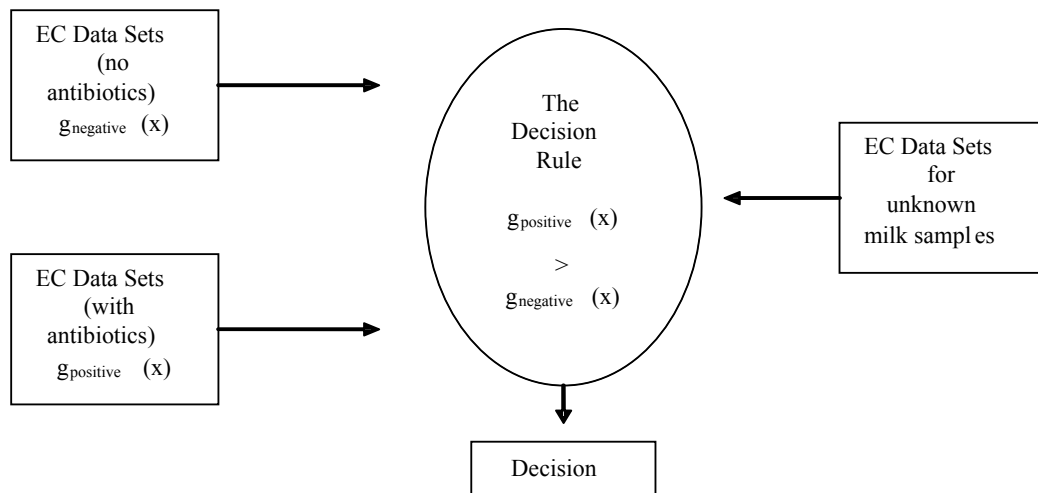 EC Data Sets
(no
antibiotics)
gnegative (x)
EC Data Sets
(with
antibiotics)
gpositive (x)
The
Decision
Rule
gpositive (x)
>
gnegative (x)
EC Data Sets
for
unknown
milk samples
Decision